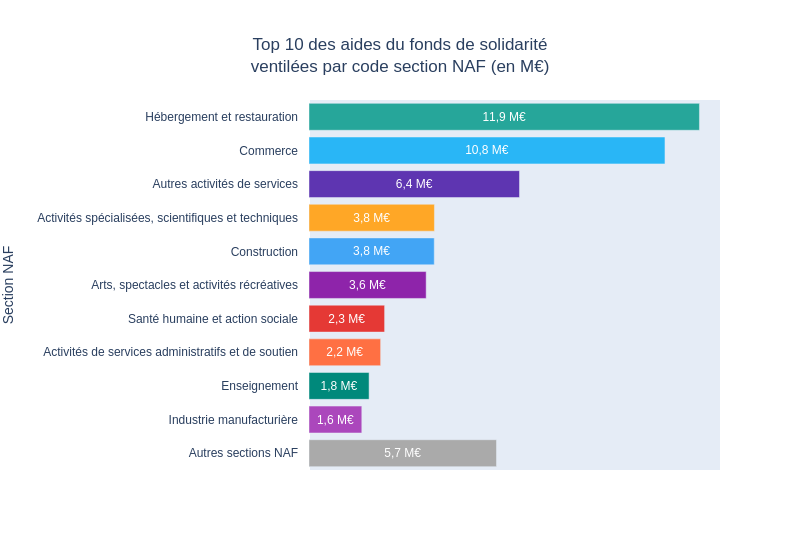 Top 10 des aides du fonds de solidarité
ventilées par code section NAF (en M€)
Section NAF
Hébergement et restauration 11,9 M€
Commerce 10,8 M€
Autres activités de services 6,4 M€
Activités spécialisées, scientifiques et techniques 3,8 M€
Construction 3,8 M€
Arts, spectacles et activités récréatives 3,6 M€
Santé humaine et action sociale 2,3 M€
Activités de services administratifs et de soutien 2,2 M€
Enseignement 1,8 M€
Industrie manufacturière 1,6 M€
Autres sections NAF 5,7 M€